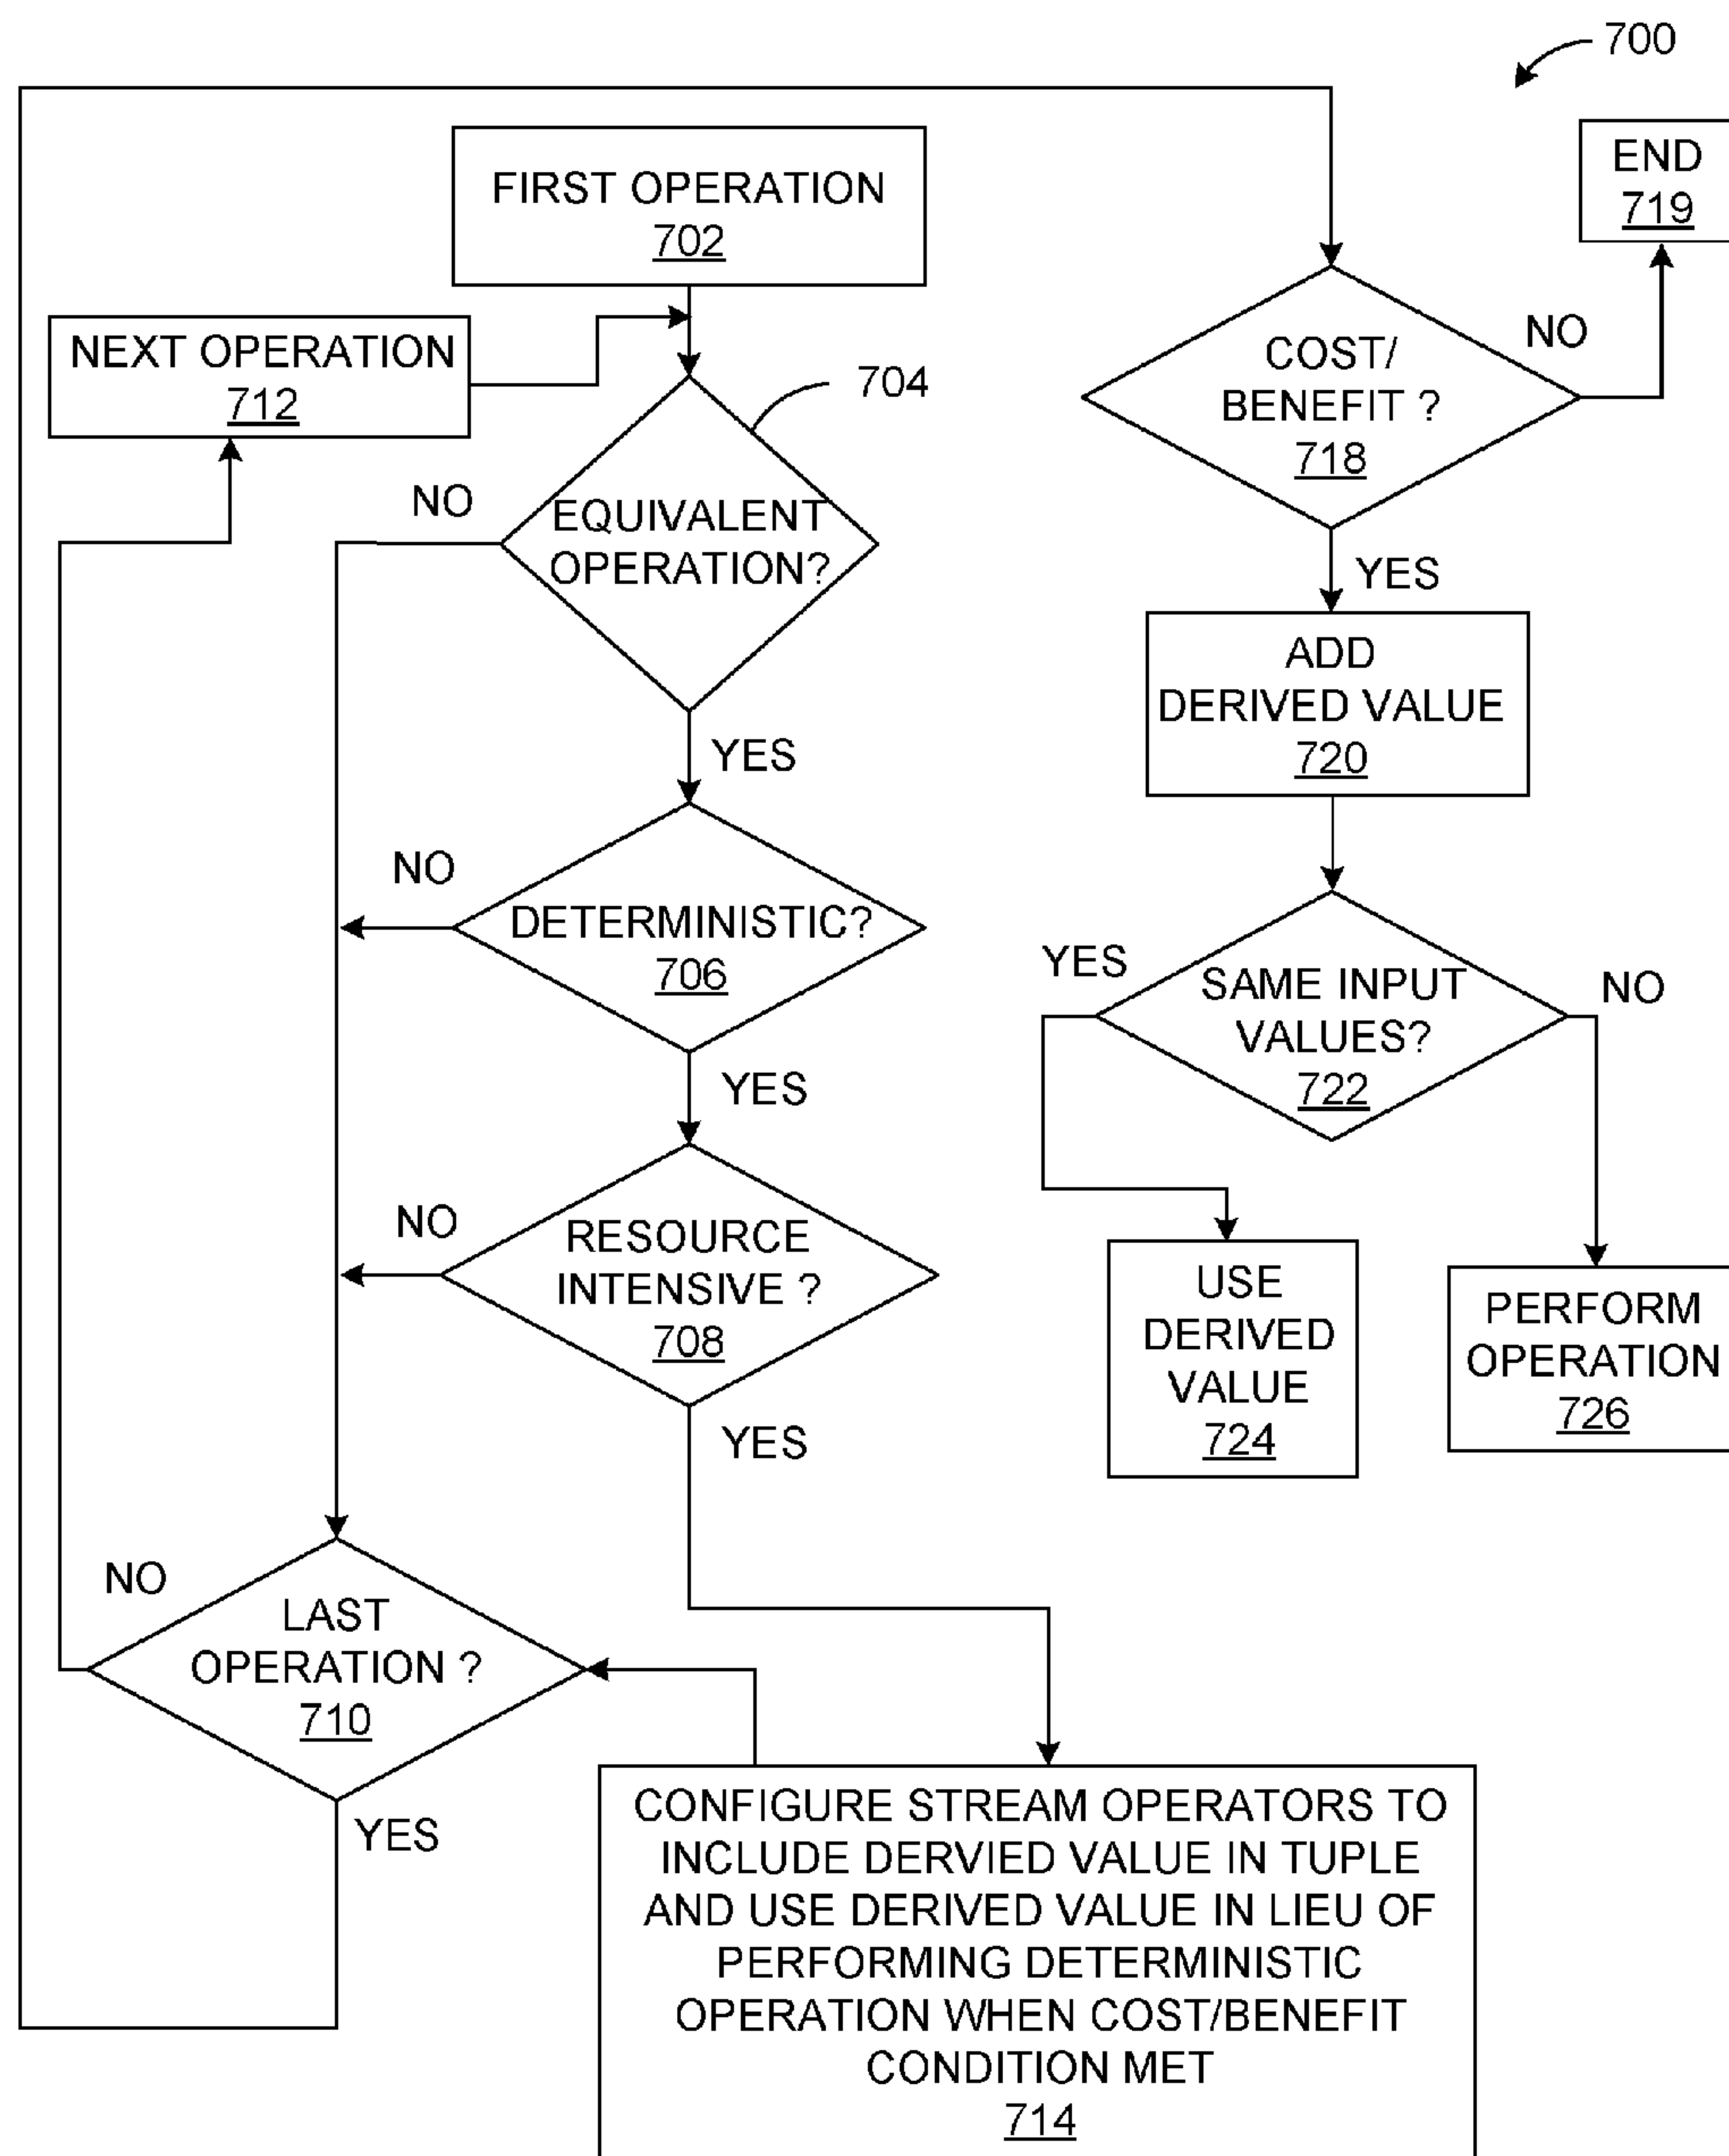 700
FIRST OPERATION
702
END
719
NEXT OPERATION
712
704
COST/
BENEFIT ?
718
NO
NO
EQUIVALENT
OPERATION?
YES
YES
ADD
DERIVED VALUE
720
NO
DETERMINISTIC?
706
YES
YES
SAME INPUT
VALUES?
722
NO
NO
RESOURCE
INTENSIVE ?
708
YES
USE
DERIVED
VALUE
724
PERFORM
OPERATION
726
NO
LAST
OPERATION ?
710
YES
CONFIGURE STREAM OPERATORS TO
INCLUDE DERVIED VALUE IN TUPLE
AND USE DERIVED VALUE IN LIEU OF
PERFORMING DETERMINISTIC
OPERATION WHEN COST/BENEFIT
CONDITION MET
714